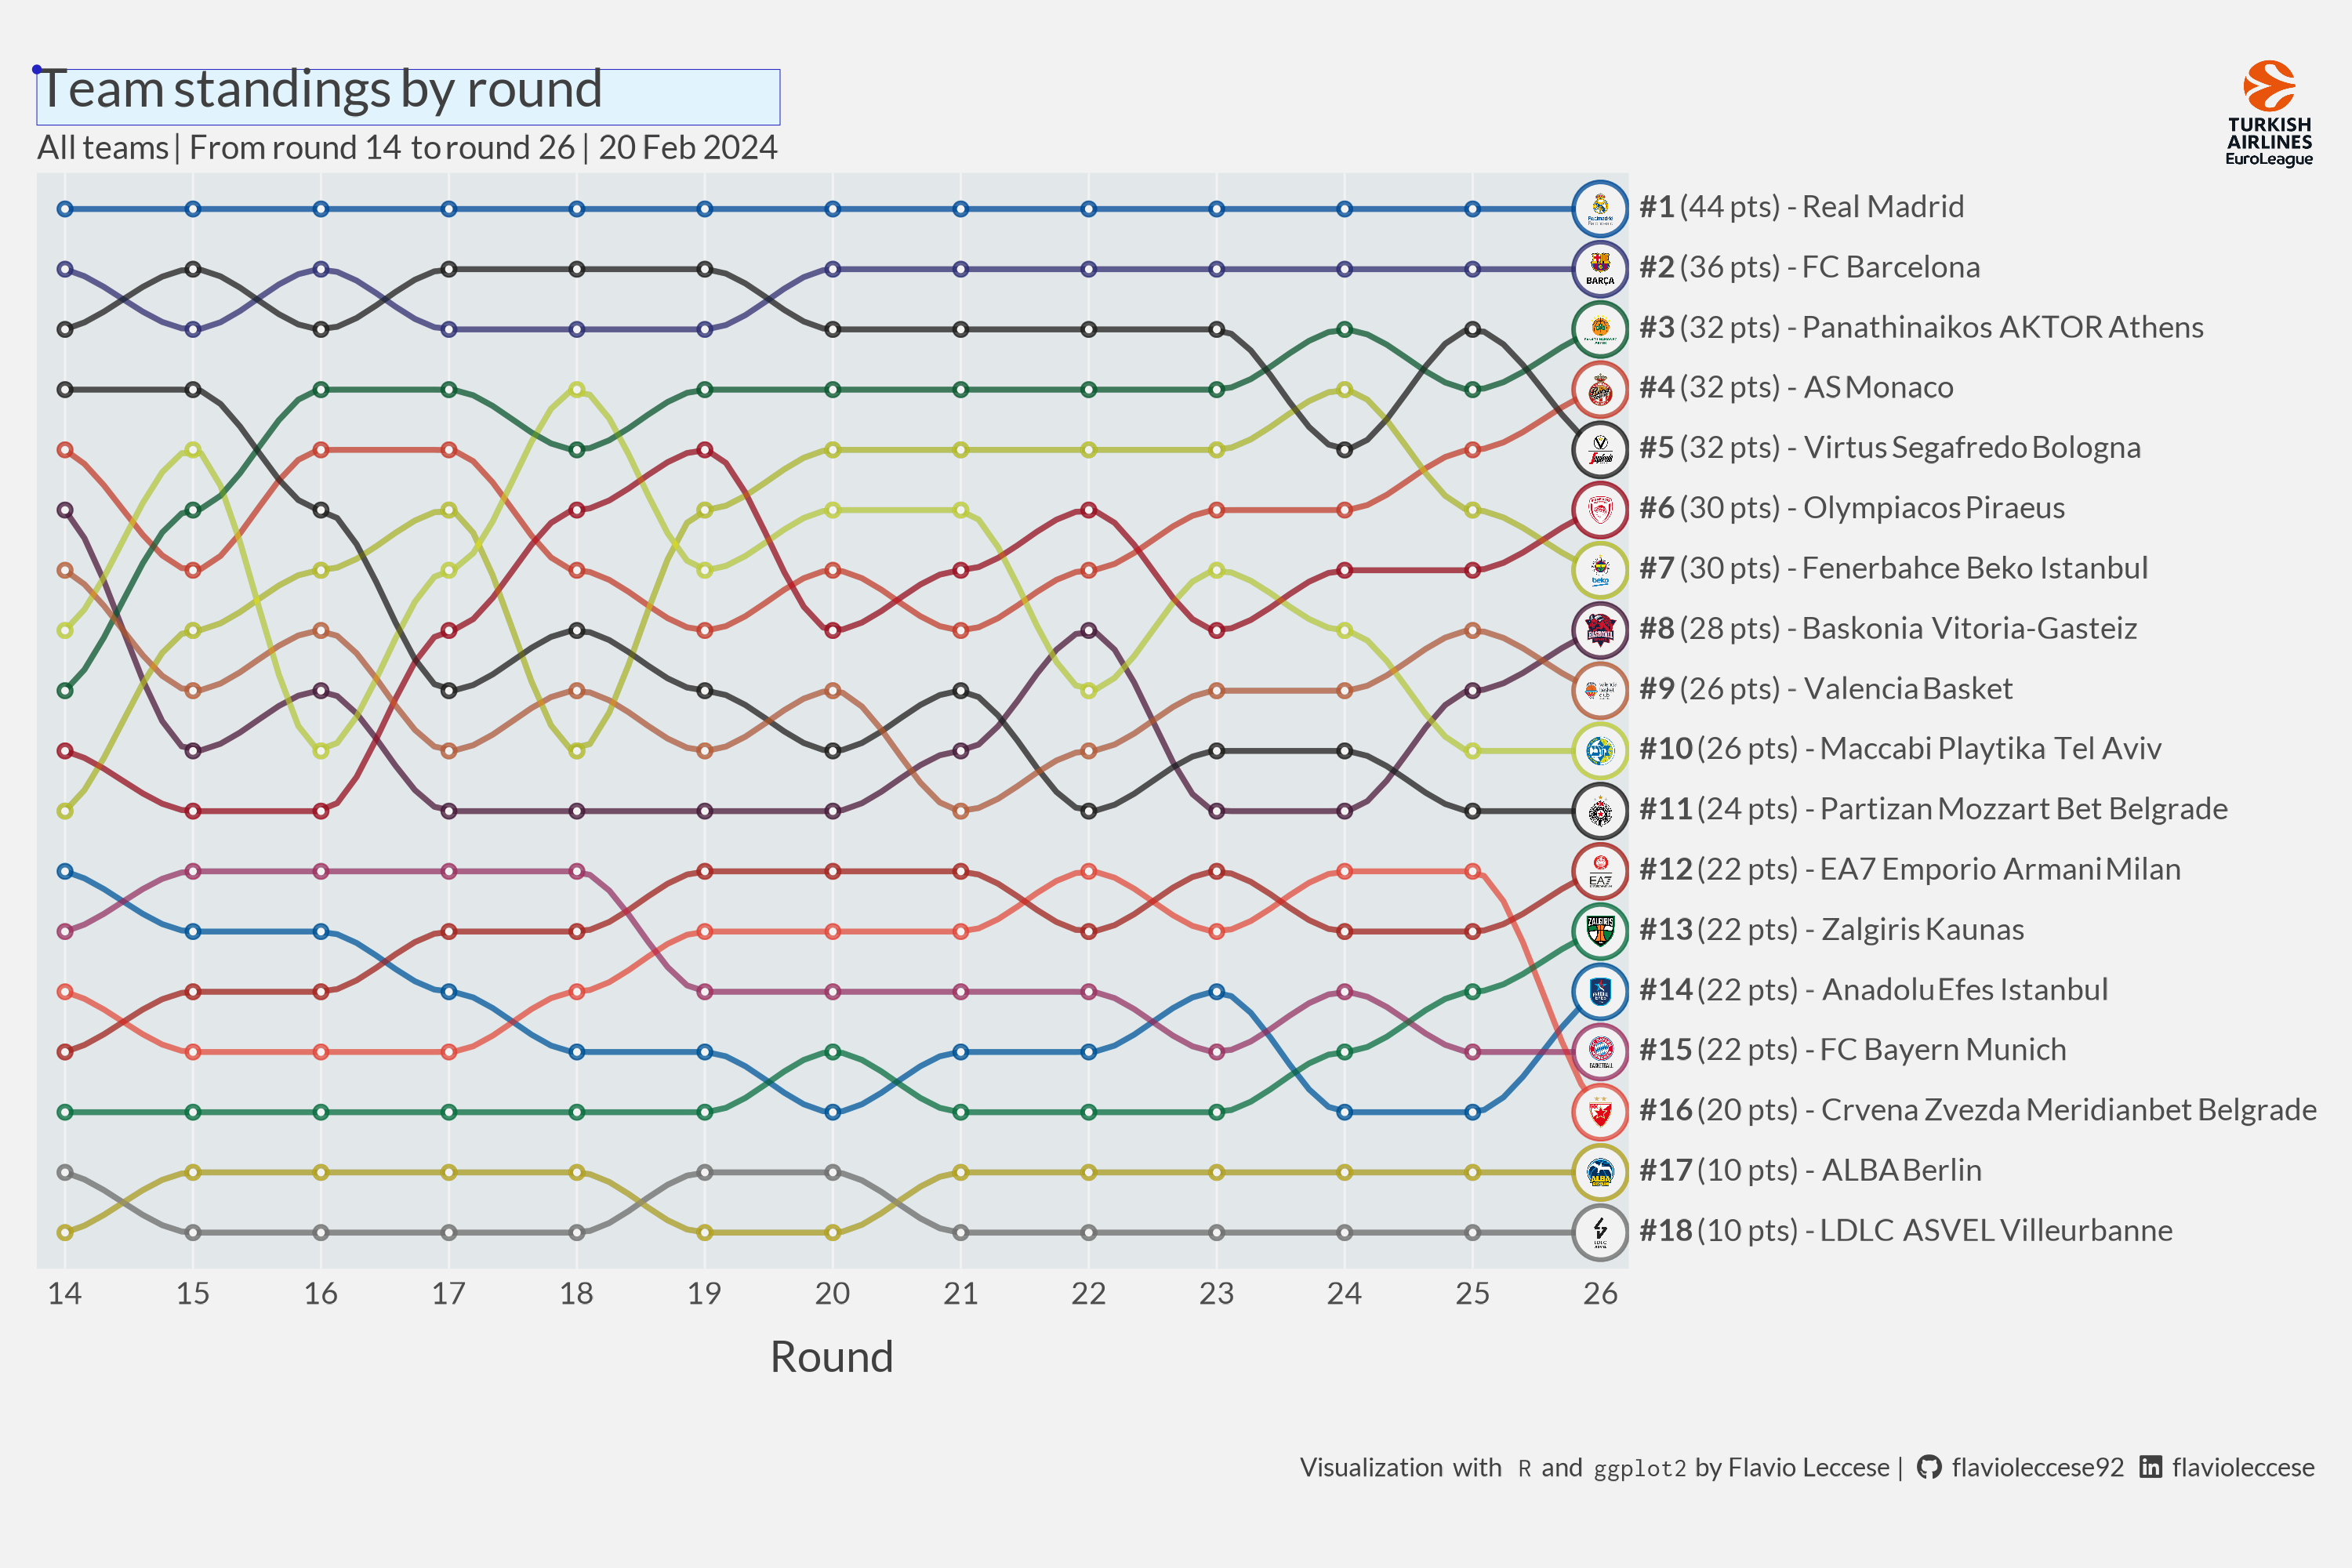 Team standings by round
All teams | From round 14 to round 26 | 20 Feb 2024
TURKISH
AIRLINES
EuroLeague
#1 (44 pts) - Real Madrid
#2 (36 pts) - FC Barcelona
BARÇA
#3 (32 pts) - Panathinaikos AKTOR Athens
#4 (32 pts) - AS Monaco
#5 (32 pts) - Virtus Segafredo Bologna
#6 (30 pts) - Olympiacos Piraeus
#7 (30 pts) - Fenerbahce Beko Istanbul
beko
#8 (28 pts) - Baskonia Vitoria-Gasteiz
BASKONIA
#9 (26 pts) - Valencia Basket
#10 (26 pts) - Maccabi Playtika Tel Aviv
#11 (24 pts) - Partizan Mozzart Bet Belgrade
#12 (22 pts) - EA7 Emporio Armani Milan
EA7
#13 (22 pts) - Zalgiris Kaunas
ZALGIRIS
#14 (22 pts) - Anadolu Efes Istanbul
#15 (22 pts) - FC Bayern Munich
#16 (20 pts) - Crvena Zvezda Meridianbet Belgrade
#17 (10 pts) - ALBA Berlin
ALBA
#18 (10 pts) - LDLC ASVEL Villeurbanne
14 15 16 17 18 19 20 21 22 23 24 25 26
Round
Visualization with R and ggplot2 by Flavio Leccese | flavioleccese92 in flavioleccese